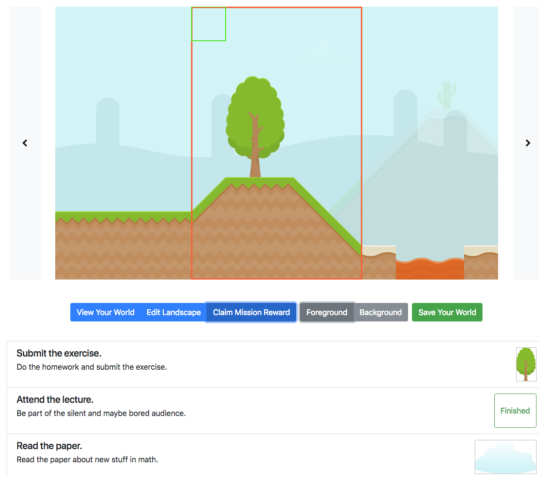 View Your World Edit Landscape Claim Mission Reward Foreground Background Save Your World
Submit the exercise.
Do the homework and submit the exercise.
Attend the lecture.
Be part of the silent and maybe bored audience.
Finished
Read the paper.
Read the paper about new stuff in math.